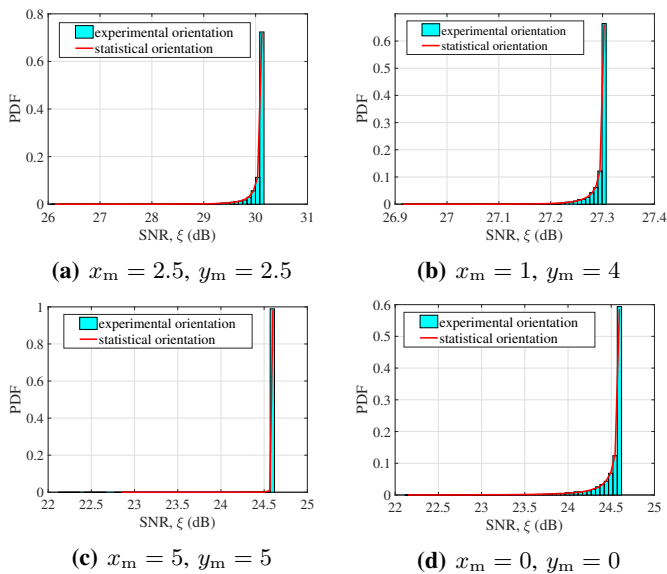 0.8
0.6
0.4
0.2
0
PDF
experimental orientation
statistical orientation
26 27 28 29 30 31
SNR, ξ (dB)
(a) xₘ = 2.5, yₘ = 2.5
0.6
0.5
0.4
0.3
0.2
0.1
0
PDF
experimental orientation
statistical orientation
26.9 27 27.1 27.2 27.3 27.4
SNR, ξ (dB)
(b) xₘ = 1, yₘ = 4
1
0.8
0.6
0.4
0.2
0
PDF
experimental orientation
statistical orientation
22 22.5 23 23.5 24 24.5 25
SNR, ξ (dB)
(c) xₘ = 5, yₘ = 5
0.6
0.5
0.4
0.3
0.2
0.1
0
PDF
experimental orientation
statistical orientation
22 22.5 23 23.5 24 24.5 25
SNR, ξ (dB)
(d) xₘ = 0, yₘ = 0